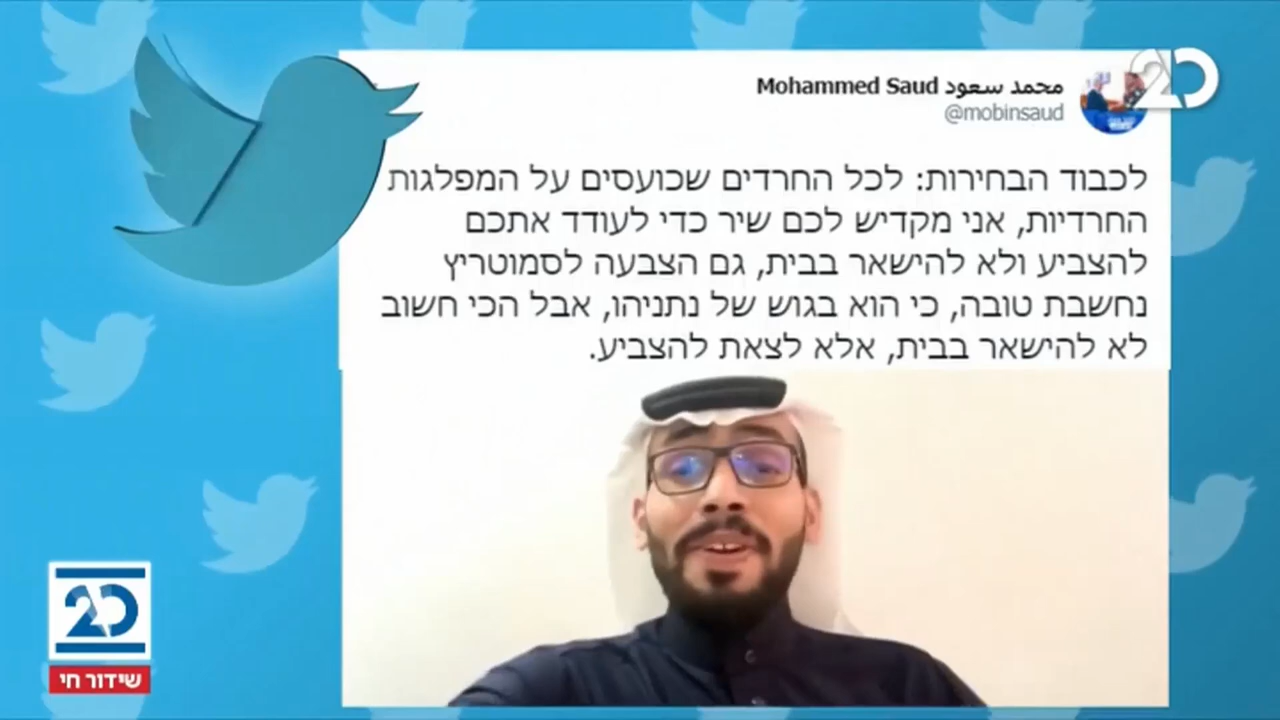 محمد سعود Mohammed Saud
@mobinsaud
20
לכבוד הבחירות: לכל החרדים שכועסים על המפלגות
החרדיות, אני מקדיש לכם שיר כדי לעודד אתכם
להצביע ולא להישאר בבית, גם הצבעה לסמוטריץ
נחשבת טובה, כי הוא בגוש של נתניהו, אבל הכי חשוב
לא להישאר בבית, אלא לצאת להצביע.
20
שידור חי